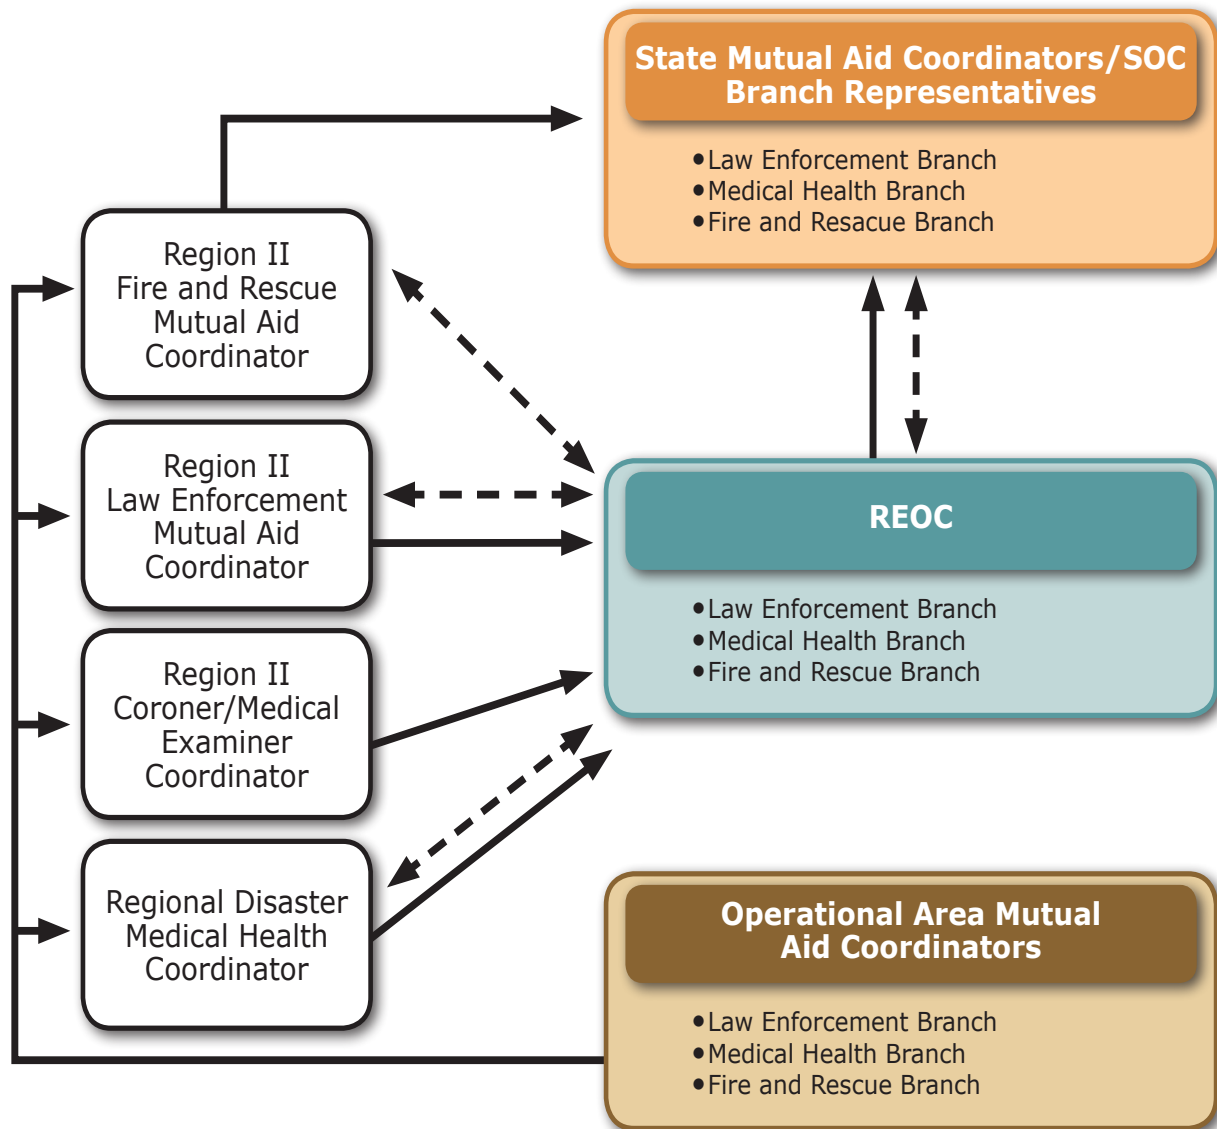 State Mutual Aid Coordinators/SOC
Branch Representatives
•Law Enforcement Branch
•Medical Health Branch
•Fire and Resacue Branch
Region II
Fire and Rescue
Mutual Aid
Coordinator
Region II
Law Enforcement
Mutual Aid
Coordinator
REOC
•Law Enforcement Branch
•Medical Health Branch
•Fire and Rescue Branch
Region II
Coroner/Medical
Examiner
Coordinator
Regional Disaster
Medical Health
Coordinator
Operational Area Mutual
Aid Coordinators
•Law Enforcement Branch
•Medical Health Branch
•Fire and Rescue Branch